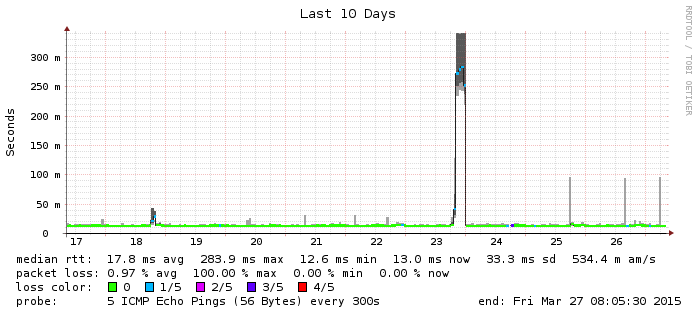 Last 10 Days
RRDTOOL / TOBI OETIKER
Seconds
300 m
250 m
200 m
150 m
100 m
50 m
0
17 18 19 20 21 22 23 24 25 26
median rtt: 17.8 ms avg 283.9 ms max 12.6 ms min 13.0 ms now 33.3 ms sd 534.4 m am/s
packet loss: 0.97 % avg 100.00 % max 0.00 % min 0.00 % now
loss color: 0 1/5 2/5 3/5 4/5
probe: 5 ICMP Echo Pings (56 Bytes) every 300s end: Fri Mar 27 08:05:30 2015